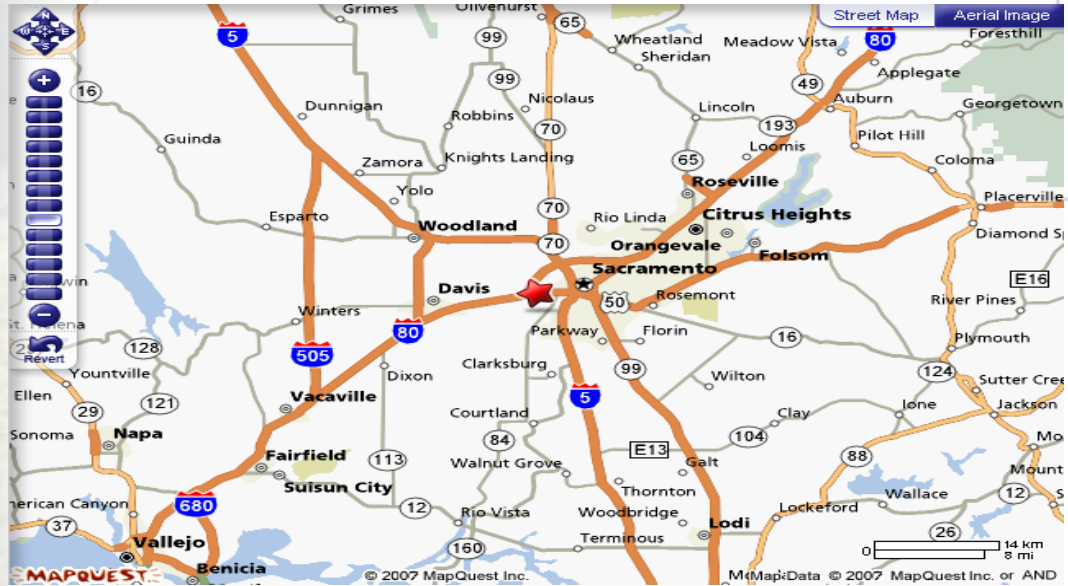 Grimes
Olivehurst
65
Street Map
Aerial Image
N
W
E
S
5
99
Wheatland
Meadow Vista
80
Foresthill
Sheridan
Applegate
+
16
99
49
Dunnigan
Nicolaus
Lincoln
Auburn
Georgetown
Robbins
70
193
Guinda
Loomis
Pilot Hill
Zamora
Knights Landing
65
Coloma
Yolo
Roseville
Placerville
Esparto
70
Rio Linda
Citrus Heights
Woodland
70
Orangevale
Diamond Sp
Folsom
Sacramento
E16
Davis
50
Rosemont
River Pines
Winters
80
Parkway
Florin
16
St. Helena
Revert
128
505
Plymouth
Yountville
Clarksburg
99
124
Dixon
Wilton
Sutter Cree
Ellen
121
Vacaville
5
Ione
Jackson
29
Courtland
Clay
Sonoma
Napa
84
104
Mo
E13
88
Fairfield
113
Walnut Grove
Galt
Mount
Suisun City
Thornton
Wallace
12
680
12
Rio Vista
Woodbridge
Lockeford
merican Canyon
37
Lodi
26
Vallejo
160
Terminous
0
14 km
8 mi
Benicia
MAPQUEST
© 2007 MapQuest Inc.
Map Data © 2007 MapQuest Inc. or AND